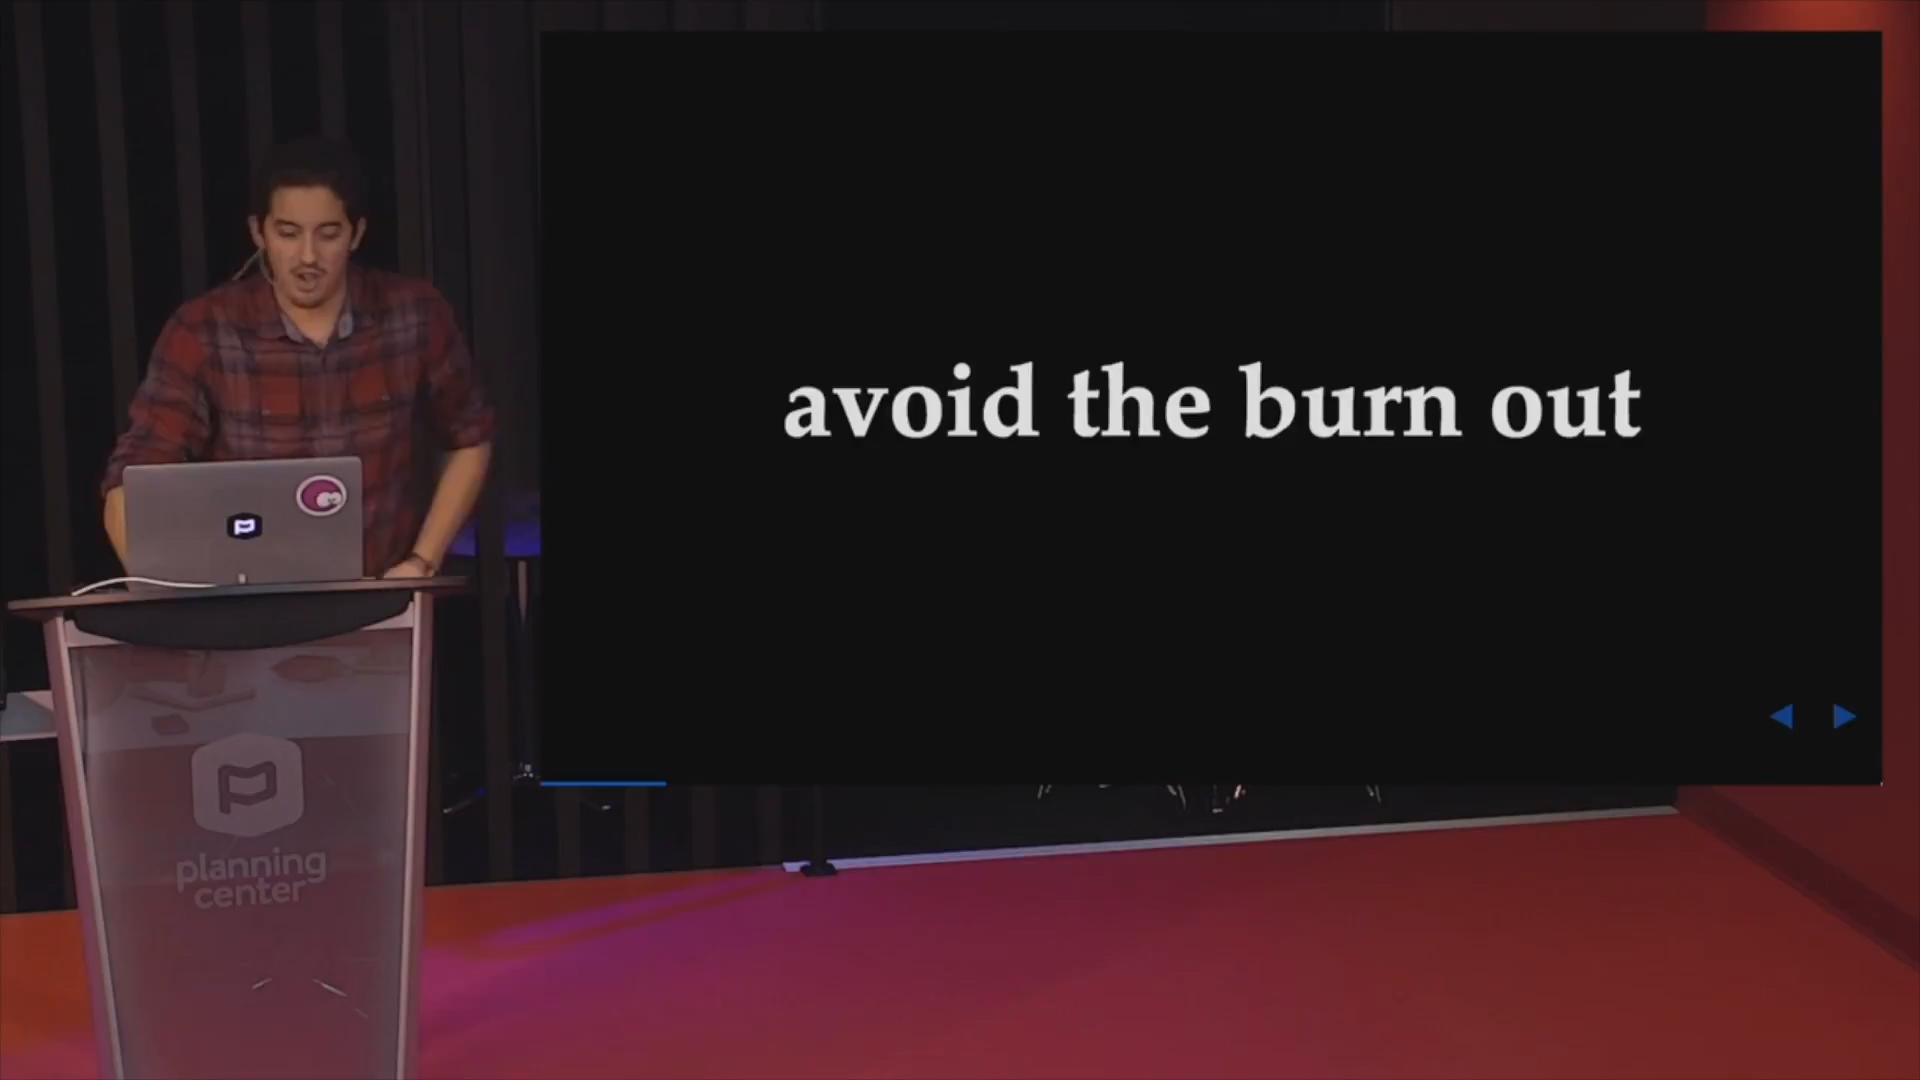 avoid the burn out
planning
center